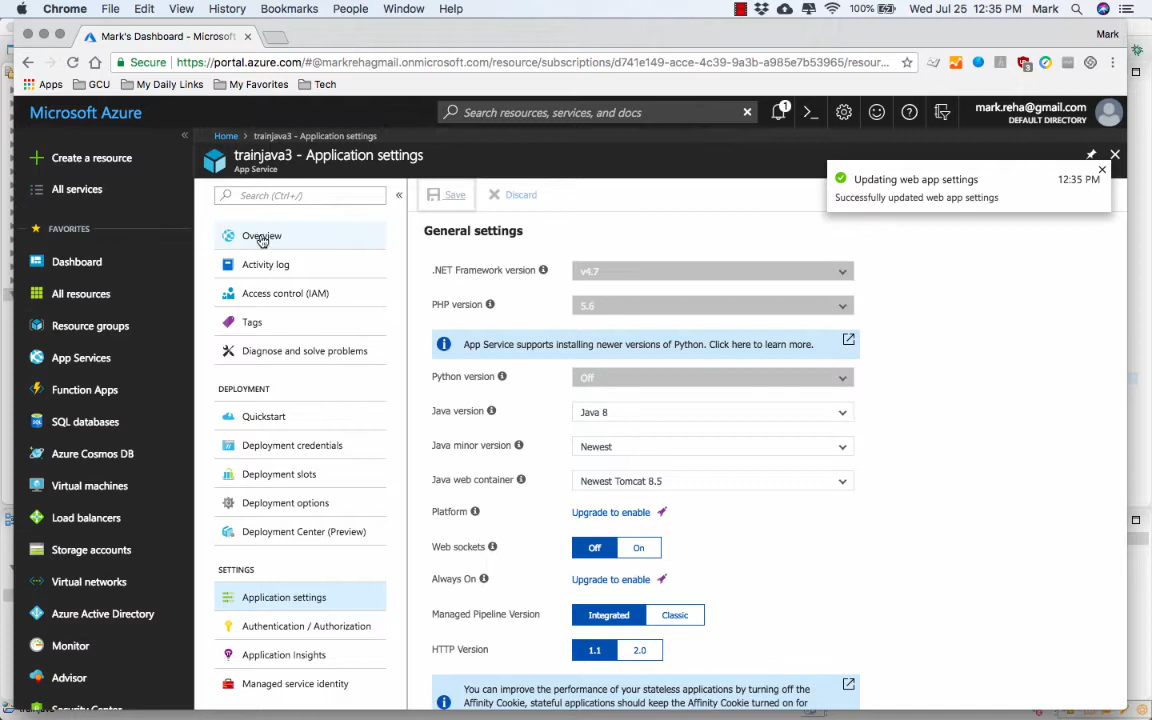 Chrome File Edit View History Bookmarks People Window Help 100% Wed Jul 25 12:35 PM Mark
Mark's Dashboard - Microsoft
Mark
Secure https://portal.azure.com/#@markrehagmail.onmicrosoft.com/resource/subscriptions/d741e149-acce-4c39-9a3b-a985e7b53965/resour...
Apps GCU My Daily Links My Favorites Tech
Microsoft Azure
Search resources, services, and docs
1
mark.reha@gmail.com
DEFAULT DIRECTORY
Home > trainjava3 - Application settings
trainjava3 - Application settings
App Service
Updating web app settings 12:35 PM
Successfully updated web app settings
Create a resource
All services
FAVORITES
Dashboard
All resources
Resource groups
App Services
Function Apps
SQL databases
Azure Cosmos DB
Virtual machines
Load balancers
Storage accounts
Virtual networks
Azure Active Directory
Monitor
Advisor
Security Center
Search (Ctrl+/)
Overview
Activity log
Access control (IAM)
Tags
Diagnose and solve problems
DEPLOYMENT
Quickstart
Deployment credentials
Deployment slots
Deployment options
Deployment Center (Preview)
SETTINGS
Application settings
Authentication / Authorization
Application Insights
Managed service identity
Save Discard
General settings
.NET Framework version v4.7
PHP version 5.6
App Service supports installing newer versions of Python. Click here to learn more.
Python version Off
Java version Java 8
Java minor version Newest
Java web container Newest Tomcat 8.5
Platform Upgrade to enable
Web sockets Off On
Always On Upgrade to enable
Managed Pipeline Version Integrated Classic
HTTP Version 1.1 2.0
You can improve the performance of your stateless applications by turning off the
Affinity Cookie, stateful applications should keep the Affinity Cookie turned on for